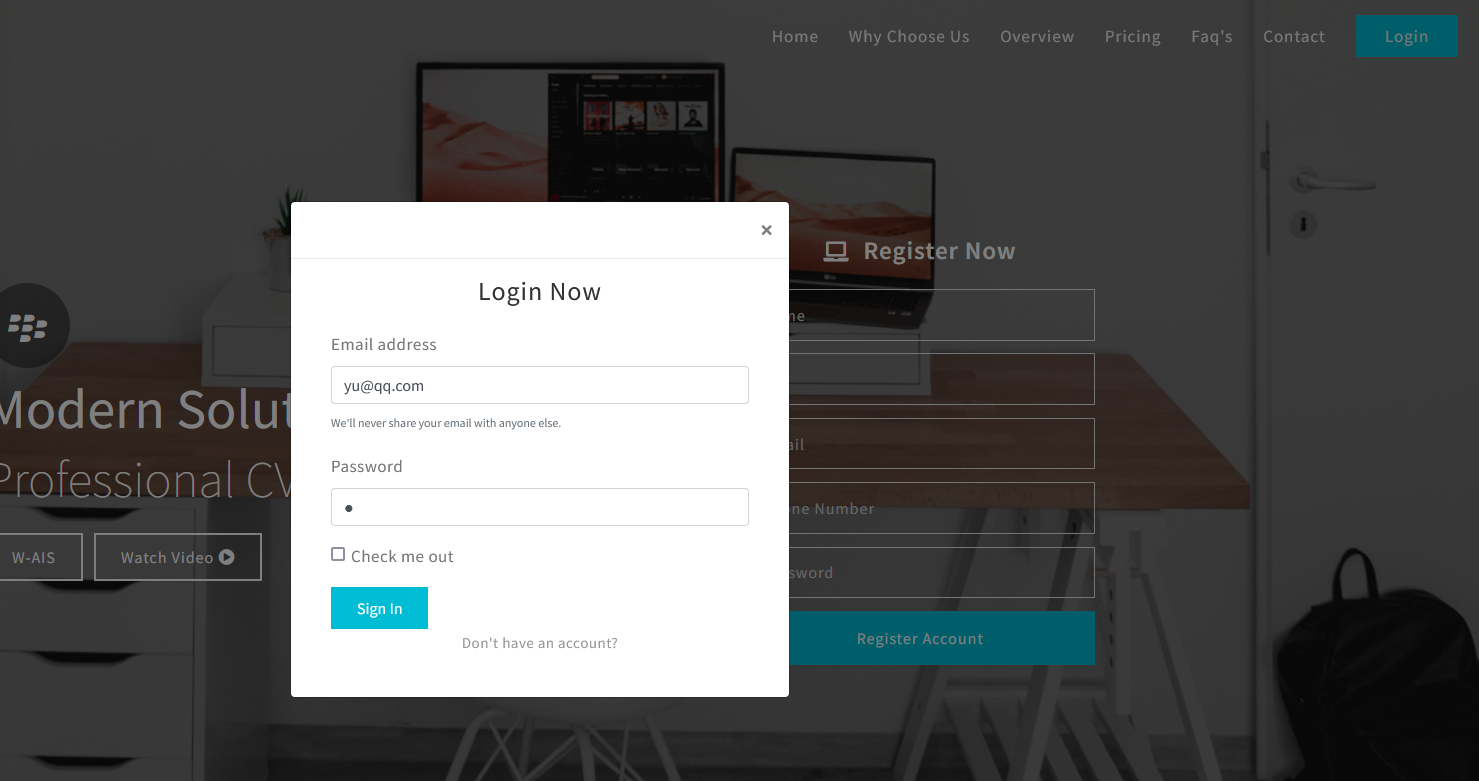 Home Why Choose Us Overview Pricing Faq's Contact Login
Register Now
×
Login Now
Email address
yu@qq.com
We'll never share your email with anyone else.
Password
●
Check me out
Sign In
Don't have an account?
Modern Solut
Professional CV
W-AIS Watch Video
me
ail
one Number
sword
Register Account